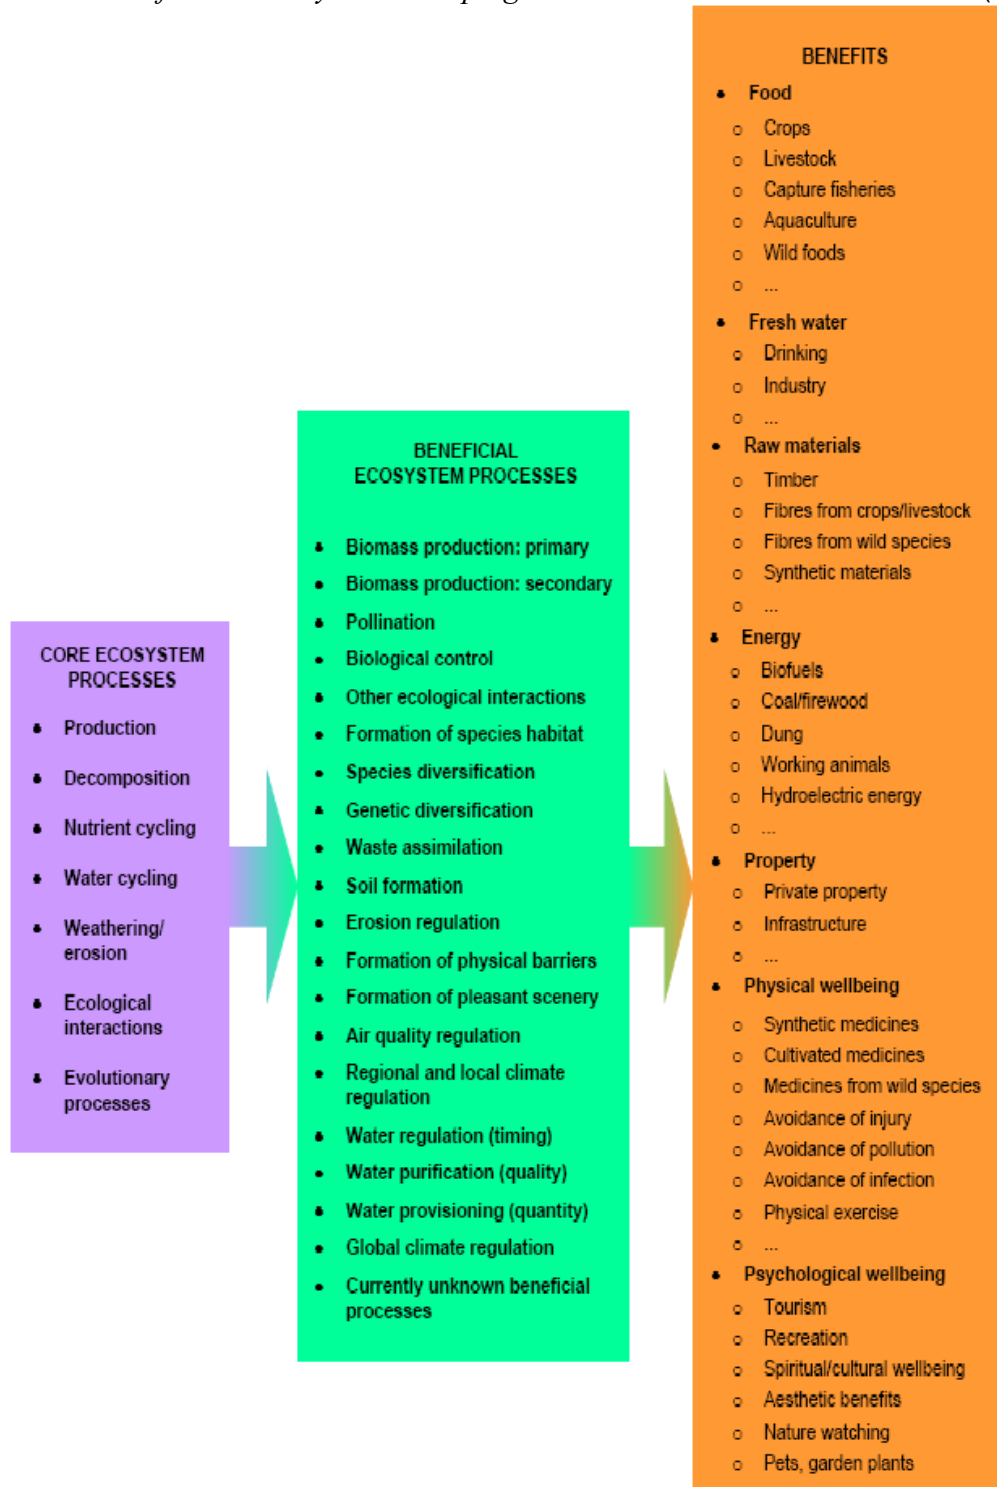 CORE ECOSYSTEM
PROCESSES
• Production
• Decomposition
• Nutrient cycling
• Water cycling
• Weathering/
erosion
• Ecological
interactions
• Evolutionary
processes
BENEFICIAL
ECOSYSTEM PROCESSES
• Biomass production: primary
• Biomass production: secondary
• Pollination
• Biological control
• Other ecological interactions
• Formation of species habitat
• Species diversification
• Genetic diversification
• Waste assimilation
• Soil formation
• Erosion regulation
• Formation of physical barriers
• Formation of pleasant scenery
• Air quality regulation
• Regional and local climate
regulation
• Water regulation (timing)
• Water purification (quality)
• Water provisioning (quantity)
• Global climate regulation
• Currently unknown beneficial
processes
BENEFITS
• Food
o Crops
o Livestock
o Capture fisheries
o Aquaculture
o Wild foods
o ...
• Fresh water
o Drinking
o Industry
o ...
• Raw materials
o Timber
o Fibres from crops/livestock
o Fibres from wild species
o Synthetic materials
o ...
• Energy
o Biofuels
o Coal/firewood
o Dung
o Working animals
o Hydroelectric energy
o ...
• Property
o Private property
o Infrastructure
o ...
• Physical wellbeing
o Synthetic medicines
o Cultivated medicines
o Medicines from wild species
o Avoidance of injury
o Avoidance of pollution
o Avoidance of infection
o Physical exercise
o ...
• Psychological wellbeing
o Tourism
o Recreation
o Spiritual/cultural wellbeing
o Aesthetic benefits
o Nature watching
o Pets, garden plants